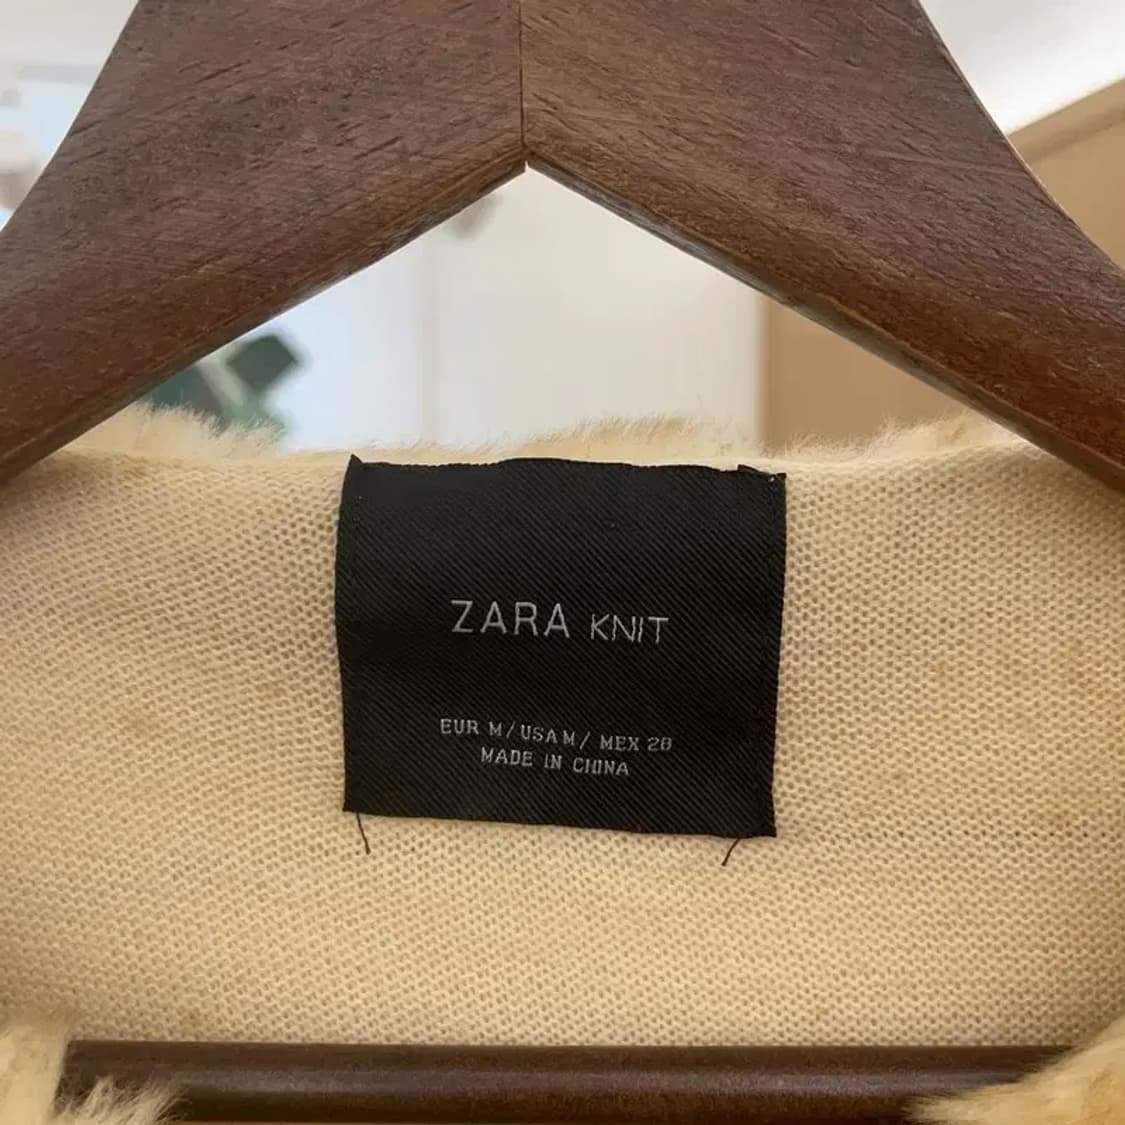 ZARA KNIT
EUR M/USA M/ MEX 28
MADE IN CHINA